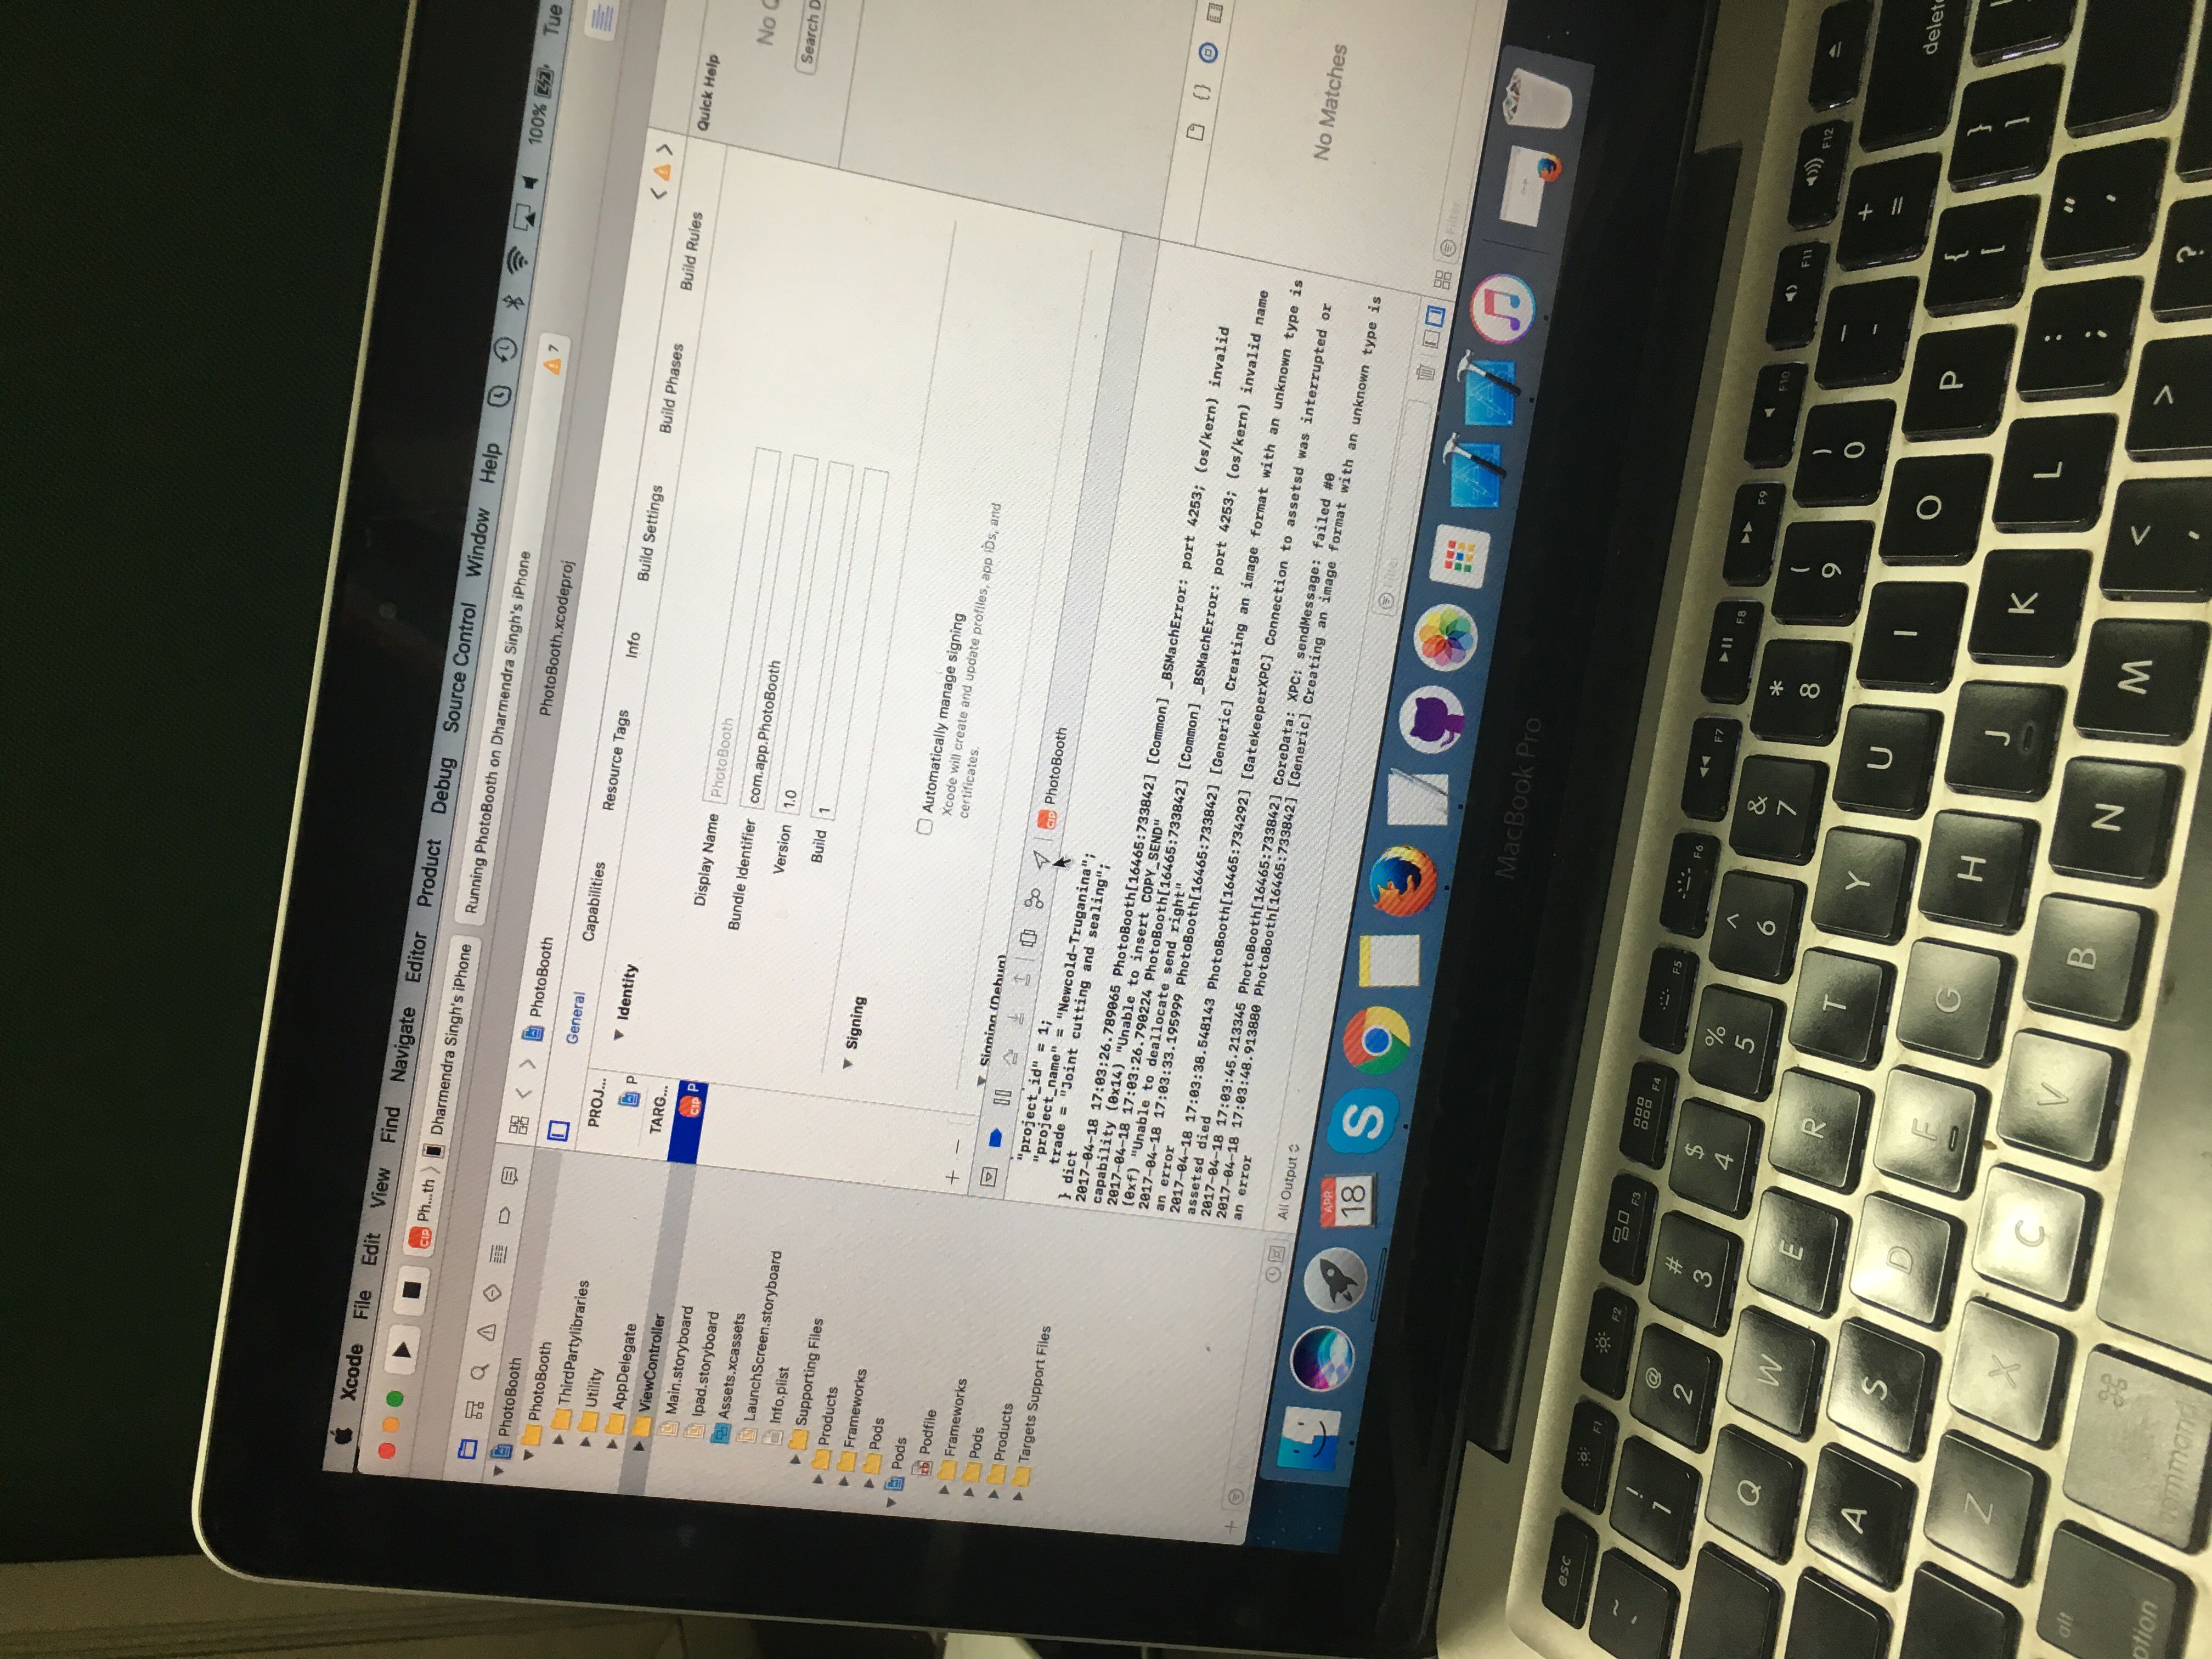 Xcode File Edit View Find Navigate Editor Product Debug Source Control Window Help 100% Tue
CIP Ph...th Dharmendra Singh's iPhone
Running PhotoBooth on Dharmendra Singh's iPhone 7
PhotoBooth PhotoBooth.xcodeproj
PhotoBooth
PhotoBooth
ThirdPartylibraries
Utility
AppDelegate
ViewController
Main.storyboard
Ipad.storyboard
Assets.xcassets
LaunchScreen.storyboard
Info.plist
Supporting Files
Products
Frameworks
Pods
Pods
Podfile
Frameworks
Pods
Products
Targets Support Files
General Capabilities Resource Tags Info Build Settings Build Phases Build Rules
PROJ...
P
TARG...
CIP P
Identity
Display Name PhotoBooth
Bundle Identifier com.app.PhotoBooth
Version 1.0
Build 1
Signing
Automatically manage signing
Xcode will create and update profiles, app IDs, and
certificates.
Signing (Debug)
Quick Help
No
Search D
CIP PhotoBooth
"project_id" = 1;
"project_name" = "Newcold-Truganina";
trade = "Joint cutting and sealing";
} dict
2017-04-18 17:03:26.789065 PhotoBooth[16465:733842] [Common] _BSMachError: port 4253; (os/kern) invalid
capability (0x14) "Unable to insert COPY_SEND"
2017-04-18 17:03:26.790224 PhotoBooth[16465:733842] [Common] _BSMachError: port 4253; (os/kern) invalid name
(0xf) "Unable to deallocate send right"
2017-04-18 17:03:33.195999 PhotoBooth[16465:733842] [Generic] Creating an image format with an unknown type is
an error
2017-04-18 17:03:38.548143 PhotoBooth[16465:734292] [GatekeeperXPC] Connection to assetsd was interrupted or
assetsd died
2017-04-18 17:03:45.213345 PhotoBooth[16465:733842] CoreData: XPC: sendMessage: failed #0
2017-04-18 17:03:48.913880 PhotoBooth[16465:733842] [Generic] Creating an image format with an unknown type is
an error
All Output
Filter
Filter
No Matches
APR
18
S
MacBook Pro
esc F1 F2 F3 F4 F5 F6 F7 F8 F9 F10 F11 F12
~ ! @ # $ % ^ & * ( ) _ +
1 2 3 4 5 6 7 8 9 0 - =
delete
Q W E R T Y U I O P { [ } ]
A S D F G H J K L : ; " '
Z X C V B N M < , > ?
alt
option
command